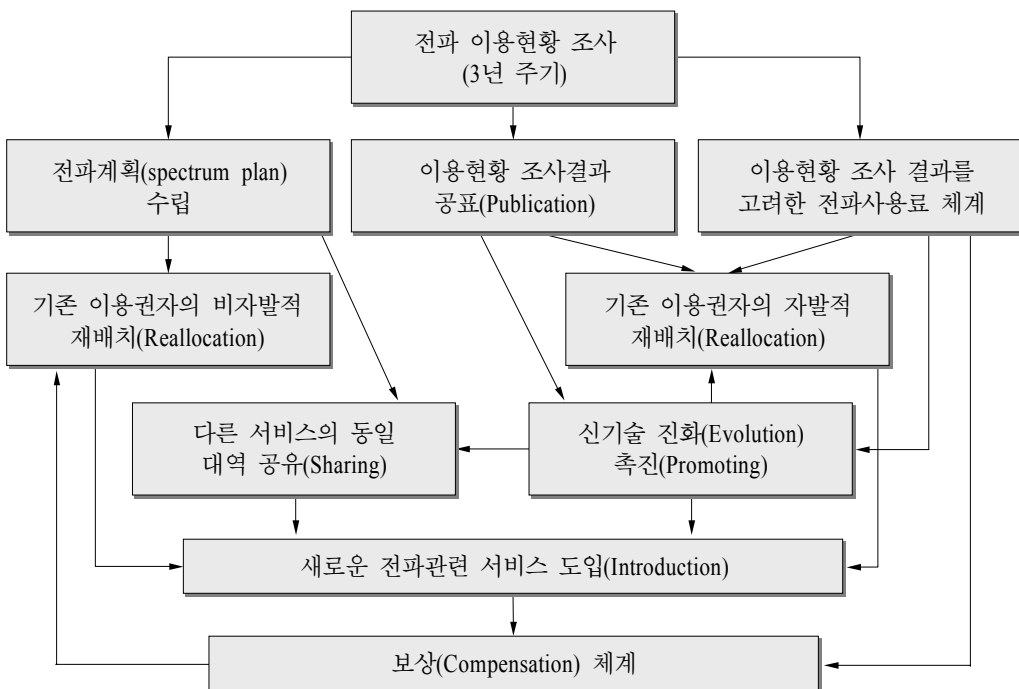 전파 이용현황 조사
(3년 주기)
전파계획(spectrum plan)
수립
이용현황 조사결과
공표(Publication)
이용현황 조사 결과를
고려한 전파사용료 체계
기존 이용권자의 비자발적
재배치(Reallocation)
기존 이용권자의 자발적
재배치(Reallocation)
다른 서비스의 동일
대역 공유(Sharing)
신기술 진화(Evolution)
촉진(Promoting)
새로운 전파관련 서비스 도입(Introduction)
보상(Compensation) 체계